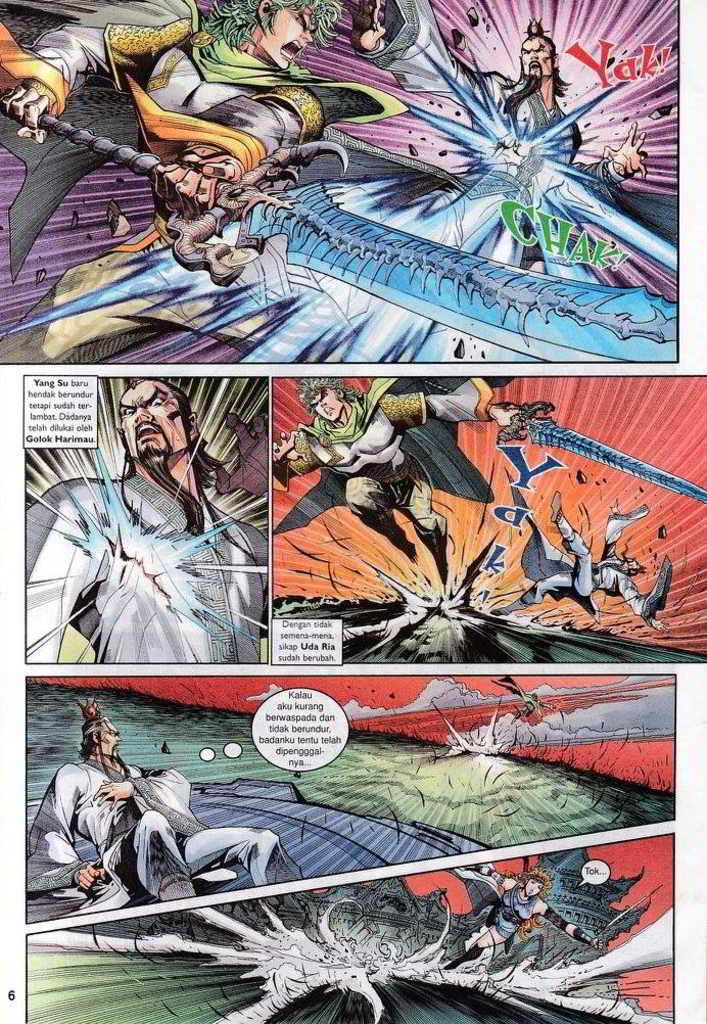 Yak!
CHAK!
Yang Su baru
hendak berundur
tetapi sudah ter-
lambat. Dadanya
telah dilukai oleh
Golok Harimau.
Yak!
Dengan tidak
semena-mena,
sikap Uda Ria
sudah berubah.
Kalau
aku kurang
berwaspada dan
tidak berundur,
badanku tentu telah
dipenggal-
nya...
Tok...
6